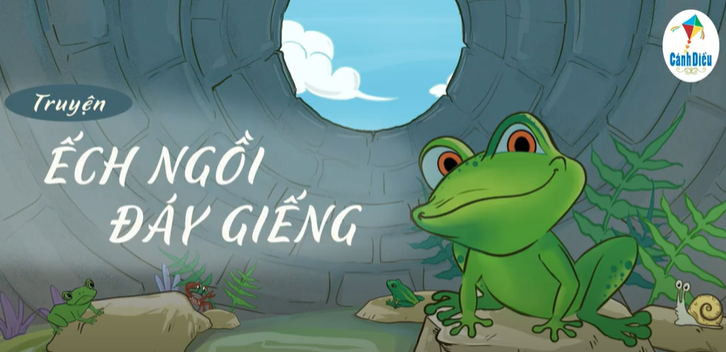 Truyện
ẾCH NGỒI
ĐÁY GIẾNG
Cánh Diều